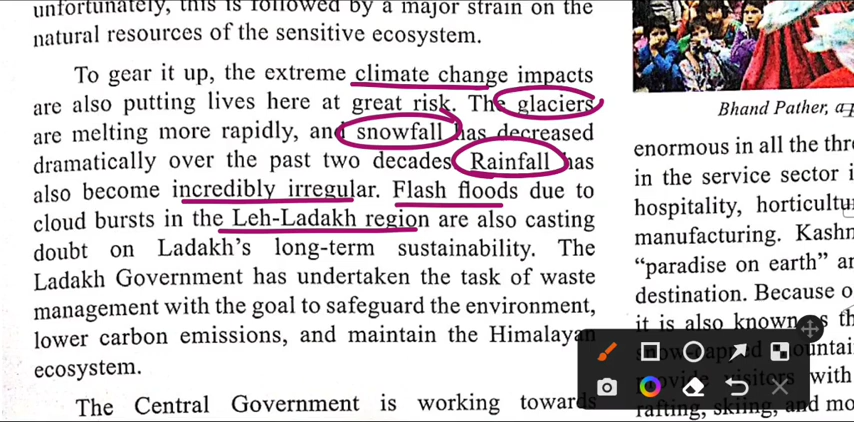 unfortunately, this is followed by a major strain on the
natural resources of the sensitive ecosystem.
To gear it up, the extreme climate change impacts
are also putting lives here at great risk. The glaciers
are melting more rapidly, and snowfall has decreased
dramatically over the past two decades. Rainfall has
also become incredibly irregular. Flash floods due to
cloud bursts in the Leh-Ladakh region are also casting
doubt on Ladakh's long-term sustainability. The
Ladakh Government has undertaken the task of waste
management with the goal to safeguard the environment,
lower carbon emissions, and maintain the Himalayan
ecosystem.
The Central Government is working towards
Bhand Pather, a
enormous in all the
in the service sector
hospitality,
manufacturing.
"paradise on earth"
destination. Because
it is also known as
snow-capped
provide visitors with
rafting, skiing, and